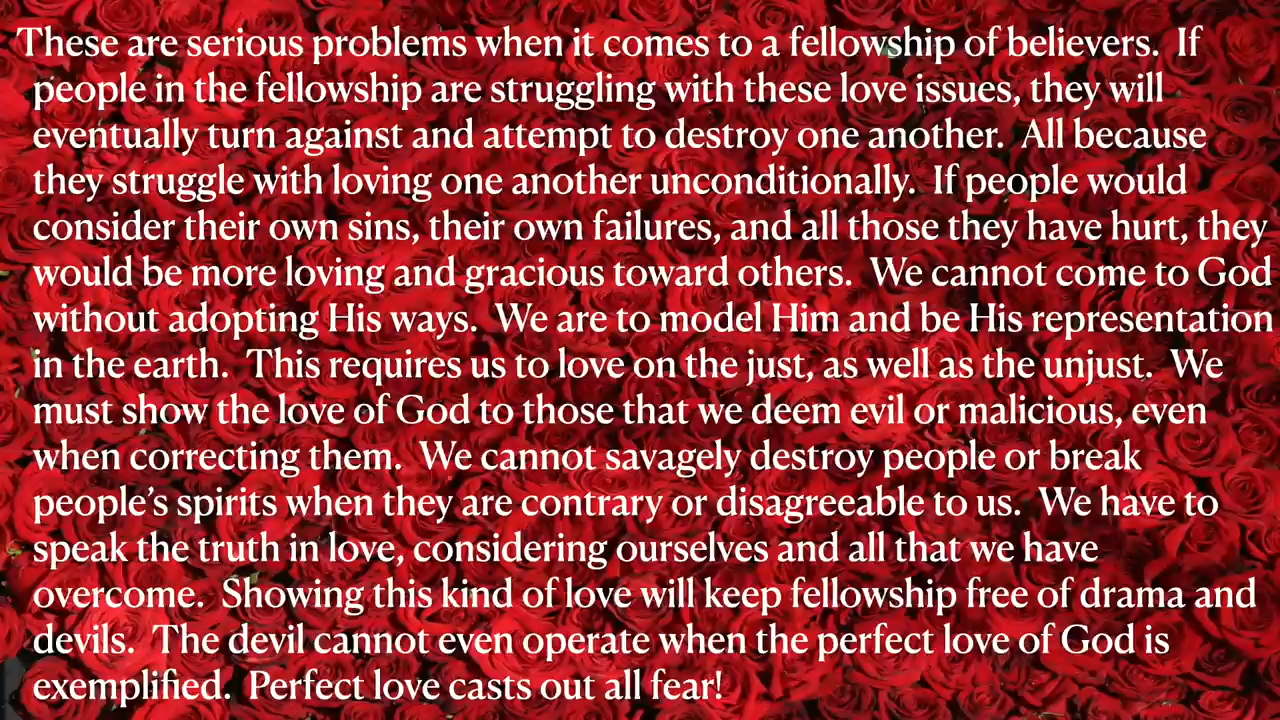 These are serious problems when it comes to a fellowship of believers.  If
people in the fellowship are struggling with these love issues, they will
eventually turn against and attempt to destroy one another.  All because
they struggle with loving one another unconditionally.  If people would
consider their own sins, their own failures, and all those they have hurt, they
would be more loving and gracious toward others.  We cannot come to God
without adopting His ways.  We are to model Him and be His representation
in the earth.  This requires us to love on the just, as well as the unjust.  We
must show the love of God to those that we deem evil or malicious, even
when correcting them.  We cannot savagely destroy people or break
people’s spirits when they are contrary or disagreeable to us.  We have to
speak the truth in love, considering ourselves and all that we have
overcome.  Showing this kind of love will keep fellowship free of drama and
devils.  The devil cannot even operate when the perfect love of God is
exemplified.  Perfect love casts out all fear!